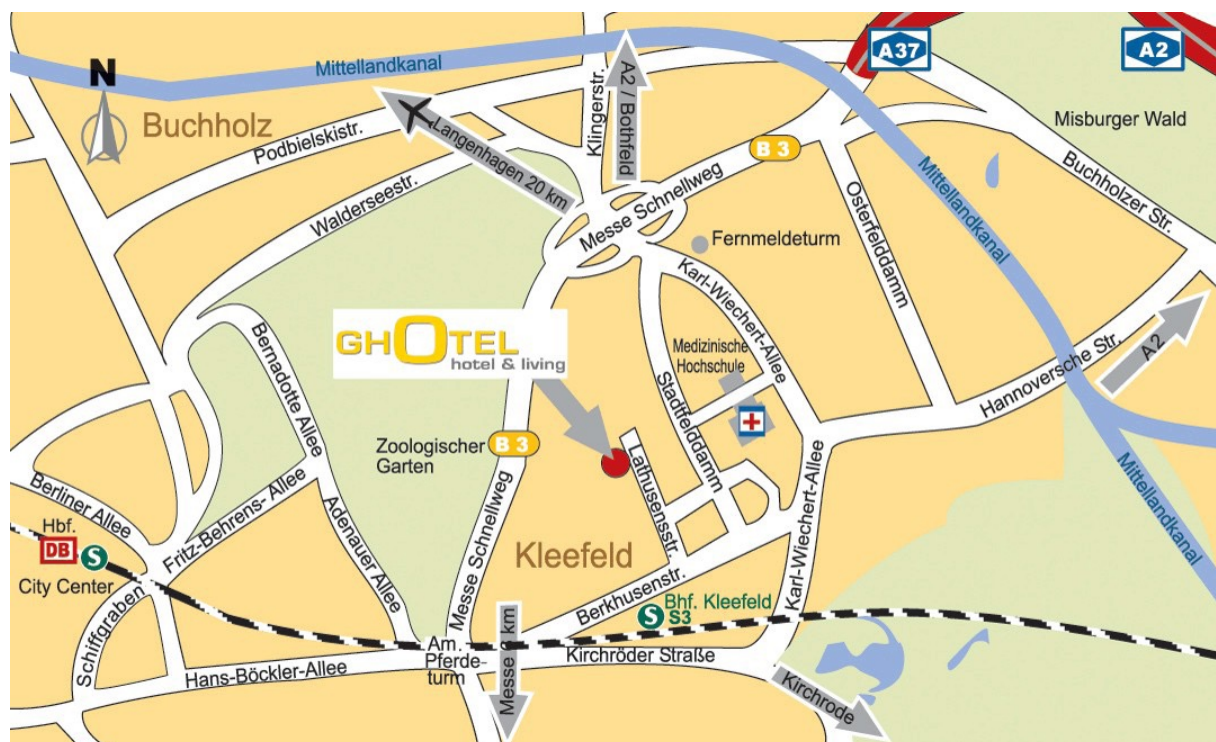 A37
A2
N
Mittellandkanal
Buchholz
Podbielskistr.
Langenhagen 20 km
Klingerstr.
A2 / Bothfeld
B 3
Misburger Wald
Buchholzer Str.
Mittellandkanal
Walderseestr.
Messe Schnellweg
Fernmeldeturm
Osterfelddamm
Karl-Wiechert-Allee
GHOTEL
hotel & living
Bernadotte Allee
Medizinische
Hochschule
Stadtfelddamm
Hannoversche Str.
A2
Zoologischer
Garten
B 3
Lathusensstr.
Karl-Wiechert-Allee
Mittellandkanal
Berliner Allee
Fritz-Behrens- Allee
Adenauer Allee
Messe Schnellweg
Hbf.
DB
S
City Center
Kleefeld
Berkhusenstr.
S
Bhf. Kleefeld
S3
Schiffgraben
Am.
Pferde-
turm
Hans-Böckler-Allee
Messe km
Kirchröder Straße
Kirchrode